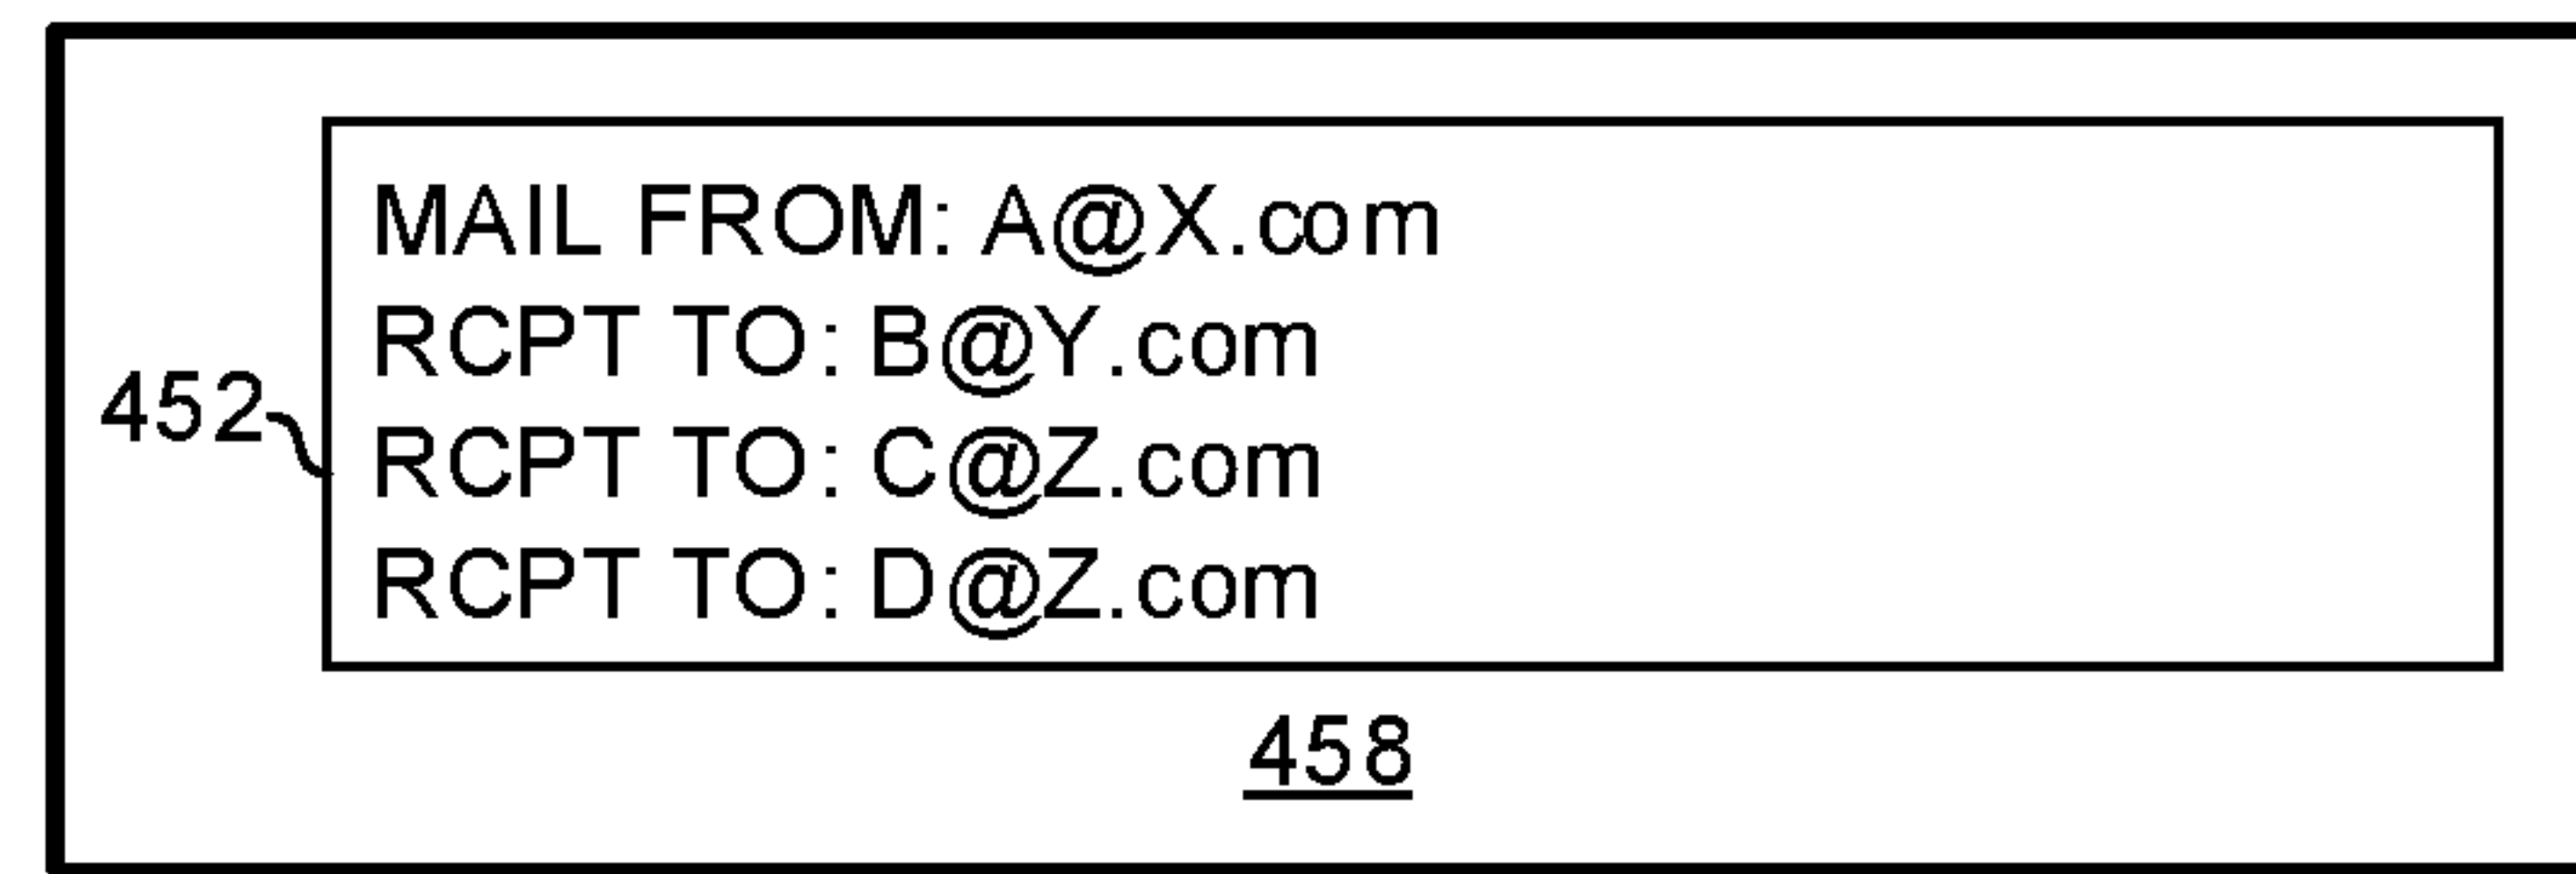 MAIL FROM: A@X.com
RCPT TO: B@Y.com
452
RCPT TO: C@Z.com
RCPT TO: D@Z.com
458